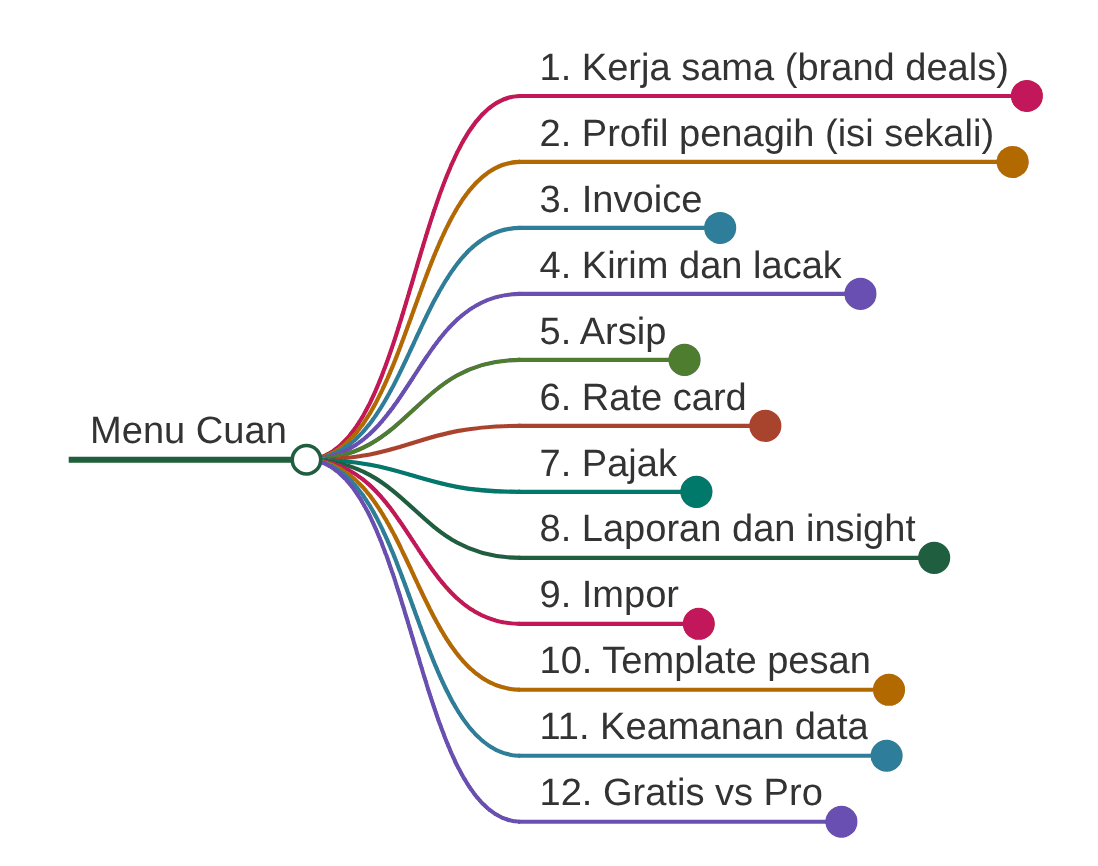 1. Kerja sama (brand deals)
2. Profil penagih (isi sekali)
3. Invoice
4. Kirim dan lacak
5. Arsip
6. Rate card
Menu Cuan
7. Pajak
8. Laporan dan insight
9. Impor
10. Template pesan
11. Keamanan data
12. Gratis vs Pro